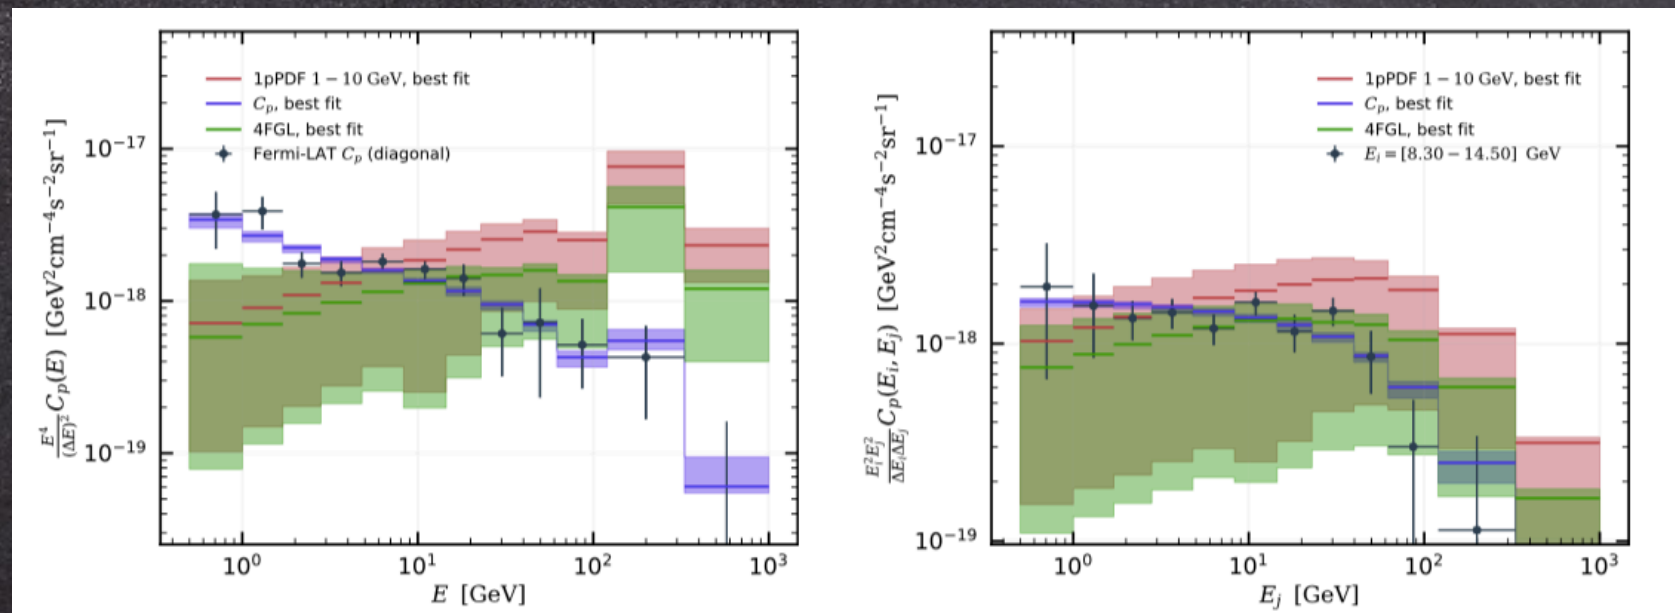 1pPDF 1 − 10 GeV, best fit
C_p, best fit
4FGL, best fit
Fermi-LAT C_p (diagonal)
10^−17
10^−18
10^−19
E^4/(ΔE)^2 C_p(E) [GeV^2cm^−4s^−2sr^−1]
10^0 10^1 10^2 10^3
E [GeV]
1pPDF 1 − 10 GeV, best fit
C_p, best fit
4FGL, best fit
E_i = [8.30 − 14.50] GeV
10^−17
10^−18
10^−19
E_i^2E_j^2/ΔE_iΔE_j C_p(E_i, E_j) [GeV^2cm^−4s^−2sr^−1]
10^0 10^1 10^2 10^3
E_j [GeV]